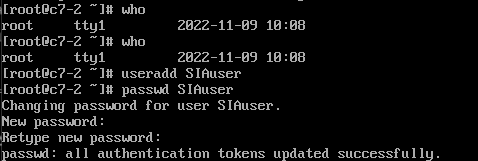 [root@c7-2 ~]# who
root     tty1         2022-11-09 10:08
[root@c7-2 ~]# who
root     tty1         2022-11-09 10:08
[root@c7-2 ~]# useradd SIAuser
[root@c7-2 ~]# passwd SIAuser
Changing password for user SIAuser.
New password:
Retype new password:
passwd: all authentication tokens updated successfully.